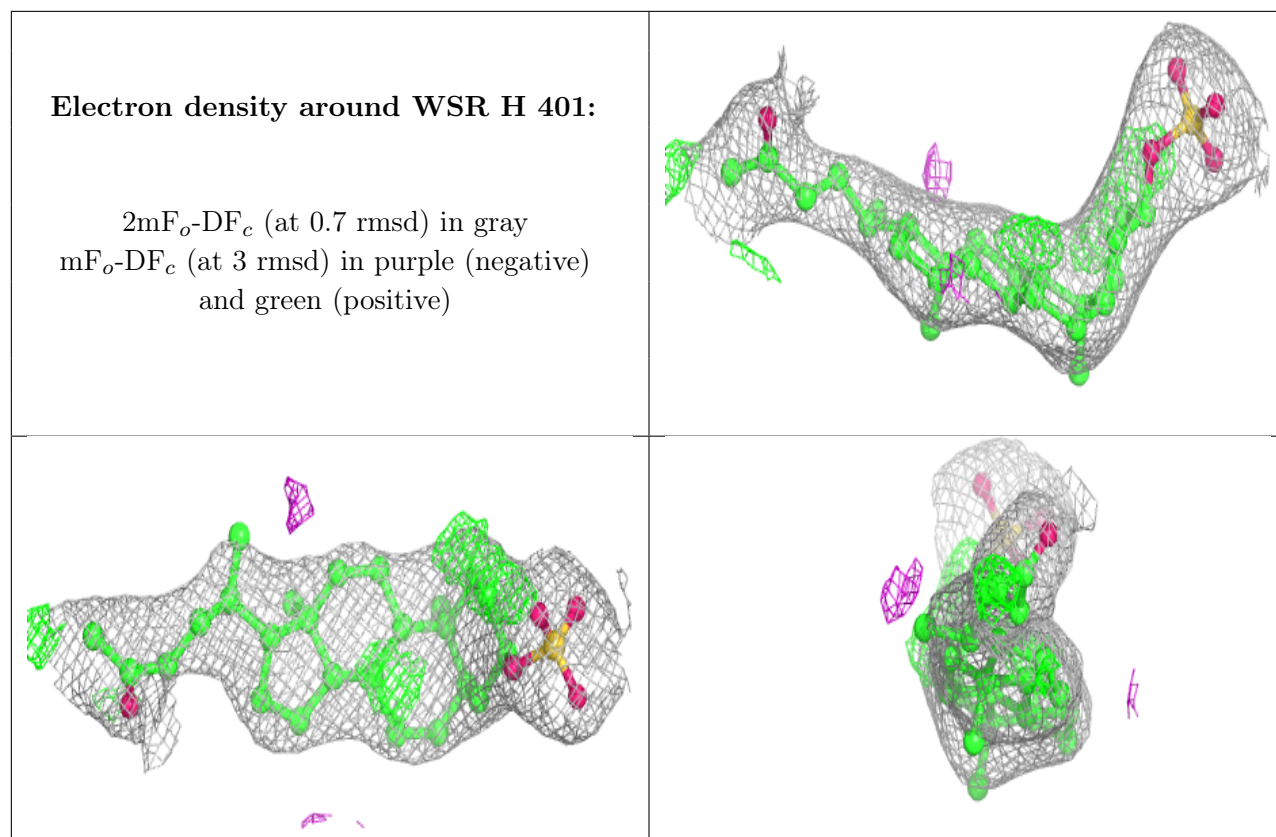 Electron density around WSR H 401:
2mFo-DFc (at 0.7 rmsd) in gray
mFo-DFc (at 3 rmsd) in purple (negative)
and green (positive)